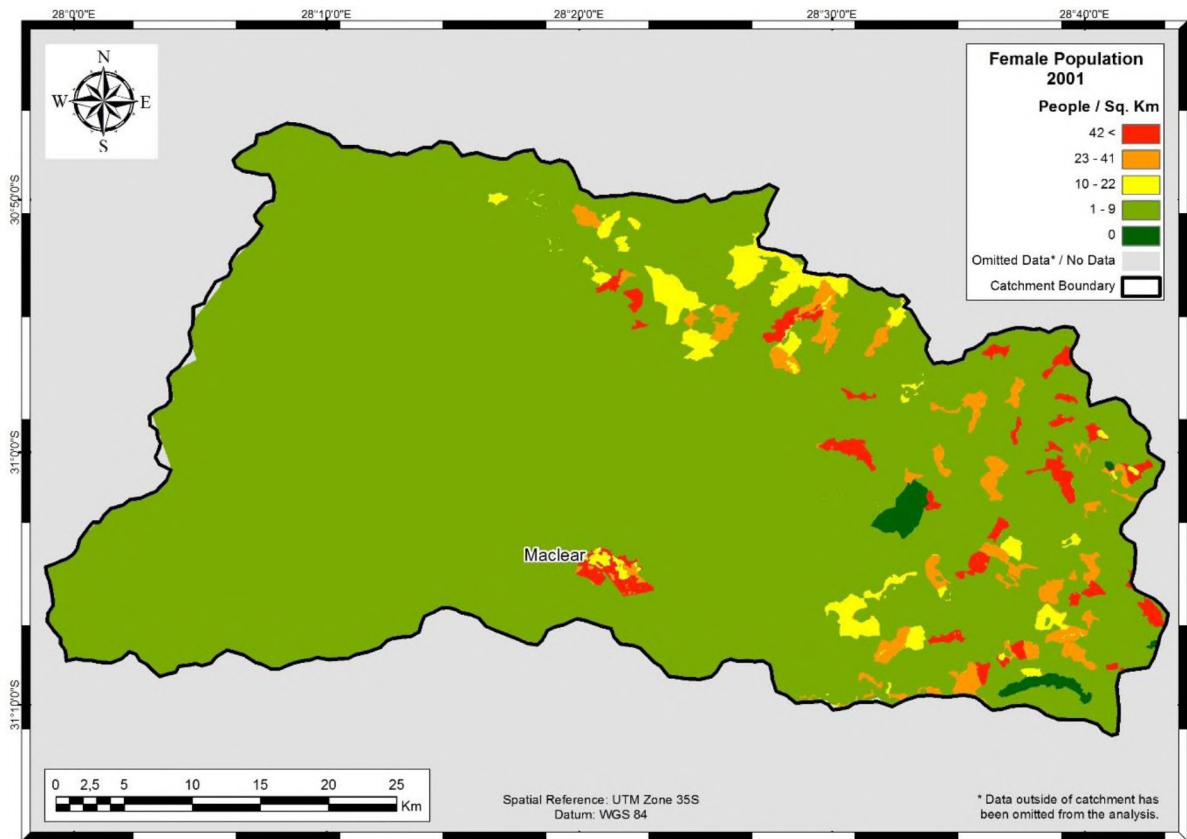 28°0'0"E
28°10'0"E
28°20'0"E
28°30'0"E
28°40'0"E
N
W
E
S
Female Population
2001
People / Sq. Km
42 <
23 - 41
10 - 22
1 - 9
0
Omitted Data* / No Data
Catchment Boundary
30°50'0"S
31°0'0"S
31°10'0"S
Maclear
0
2,5
5
10
15
20
25
Km
Spatial Reference: UTM Zone 35S
Datum: WGS 84
* Data outside of catchment has
been omitted from the analysis.